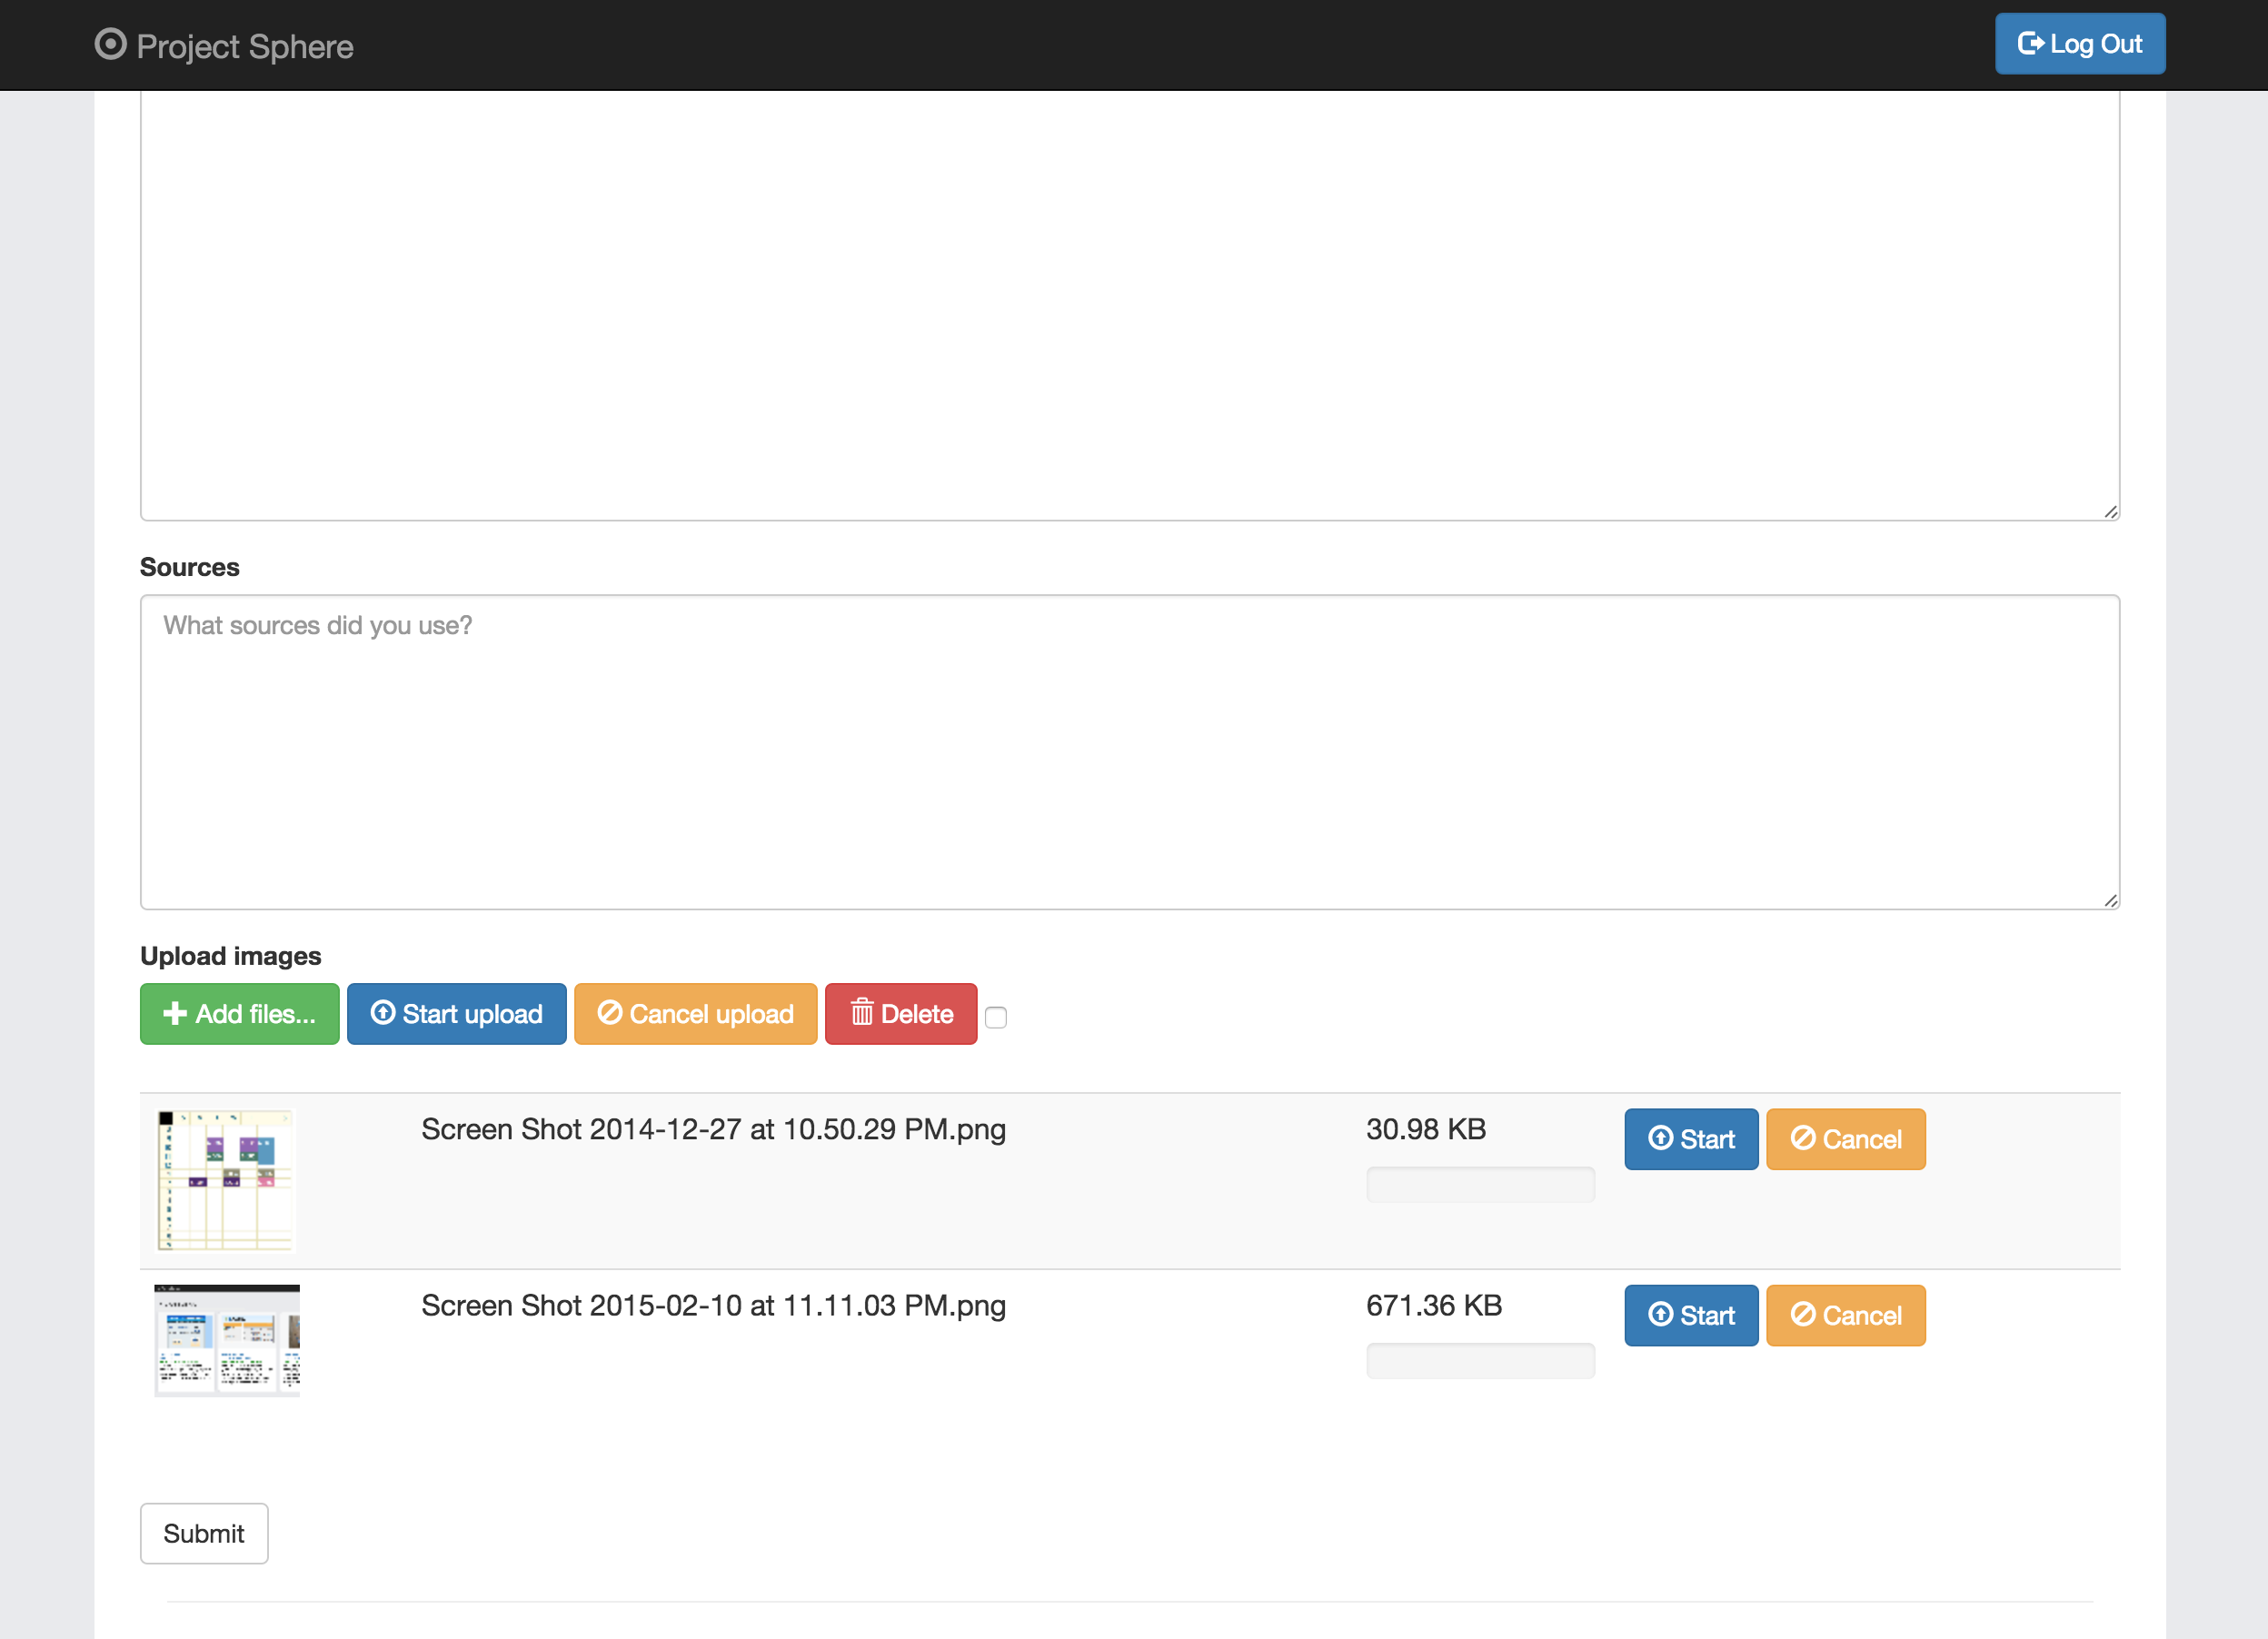 Project Sphere
Log Out
Sources
What sources did you use?
Upload images
Add files... Start upload Cancel upload Delete
Screen Shot 2014-12-27 at 10.50.29 PM.png 30.98 KB Start Cancel
Screen Shot 2015-02-10 at 11.11.03 PM.png 671.36 KB Start Cancel
Submit